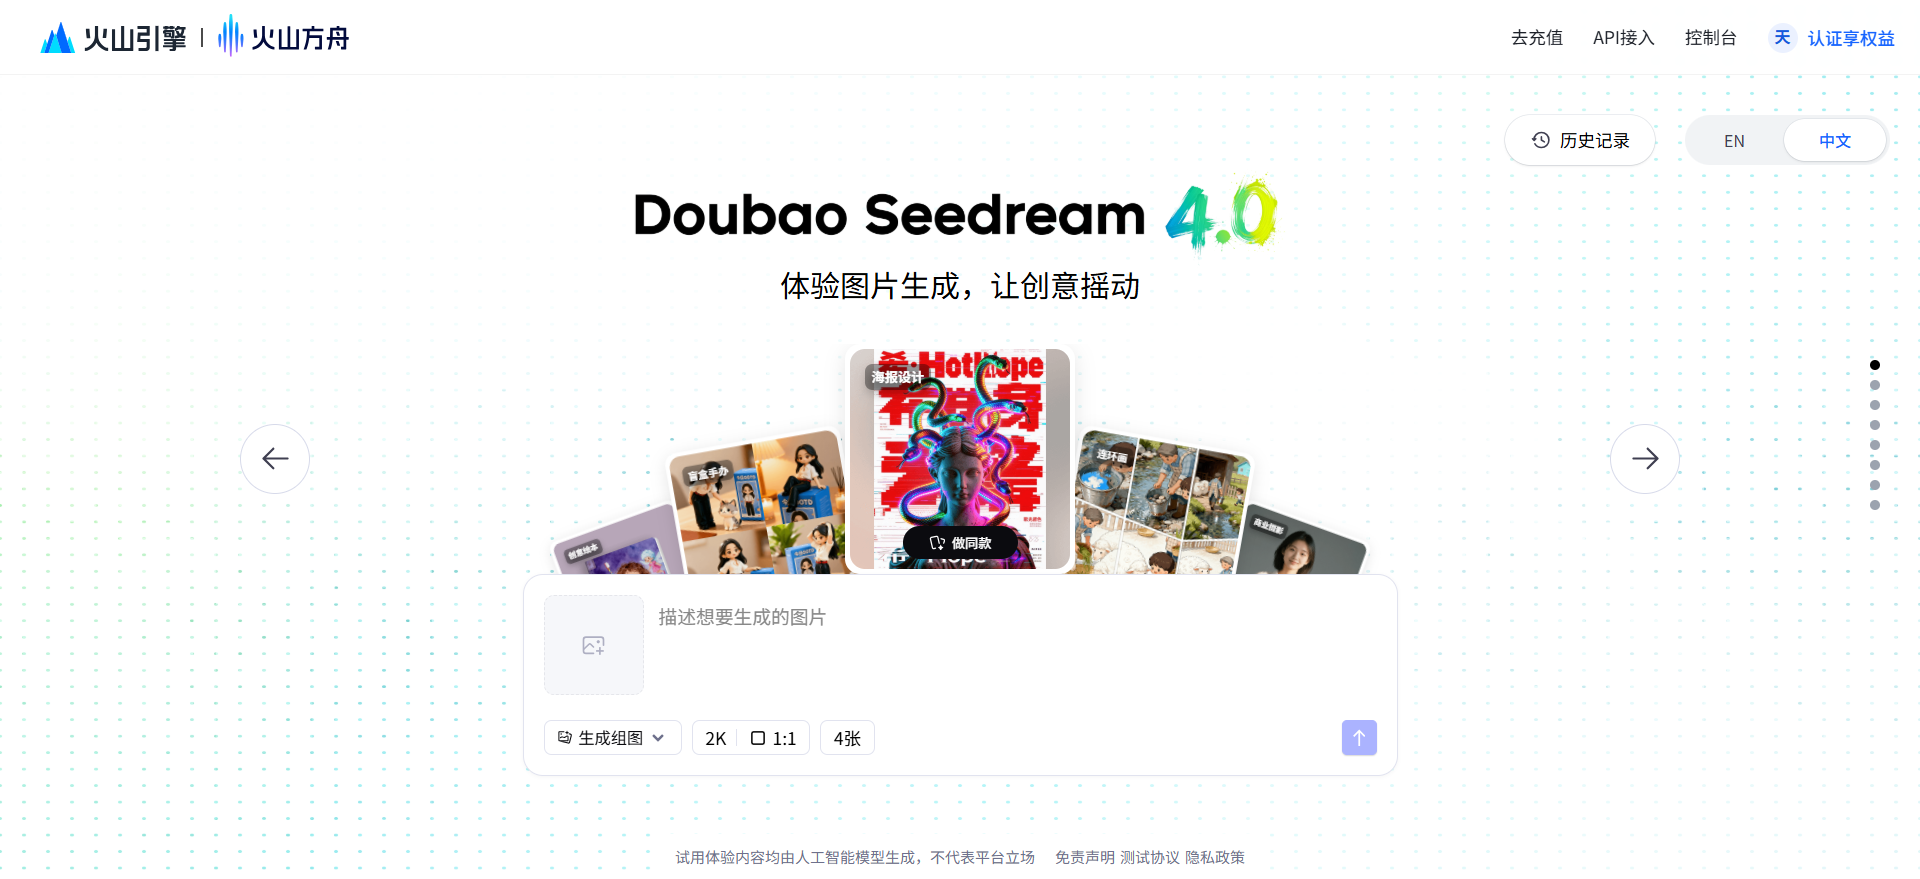 火山引擎 | 火山方舟
去充值 API接入 控制台 天 认证享权益
历史记录 EN 中文
Doubao Seedream 4.0
体验图片生成，让创意摇动
海报设计
连环画
盲盒手办
商业摄影
创意绘本
做同款
描述想要生成的图片
生成组图 2K 1:1 4张
试用体验内容均由人工智能模型生成，不代表平台立场 免责声明 测试协议 隐私政策